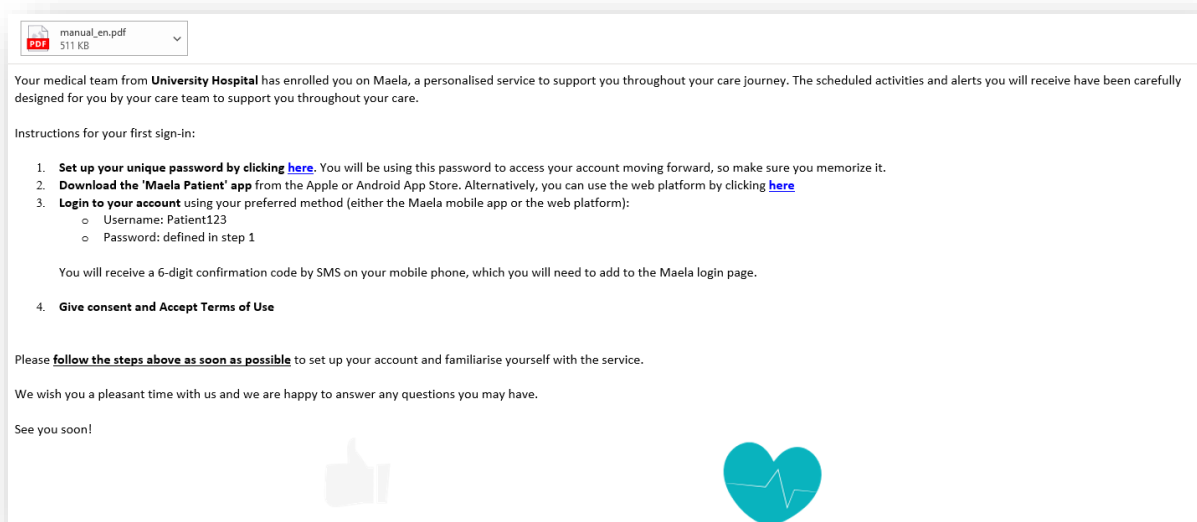 manual_en.pdf
PDF
511 KB
Your medical team from University Hospital has enrolled you on Maela, a personalised service to support you throughout your care journey. The scheduled activities and alerts you will receive have been carefully
designed for you by your care team to support you throughout your care.
Instructions for your first sign-in:
1. Set up your unique password by clicking here. You will be using this password to access your account moving forward, so make sure you memorize it.
2. Download the 'Maela Patient' app from the Apple or Android App Store. Alternatively, you can use the web platform by clicking here
3. Login to your account using your preferred method (either the Maela mobile app or the web platform):
o Username: Patient123
o Password: defined in step 1
You will receive a 6-digit confirmation code by SMS on your mobile phone, which you will need to add to the Maela login page.
4. Give consent and Accept Terms of Use
Please follow the steps above as soon as possible to set up your account and familiarise yourself with the service.
We wish you a pleasant time with us and we are happy to answer any questions you may have.
See you soon!